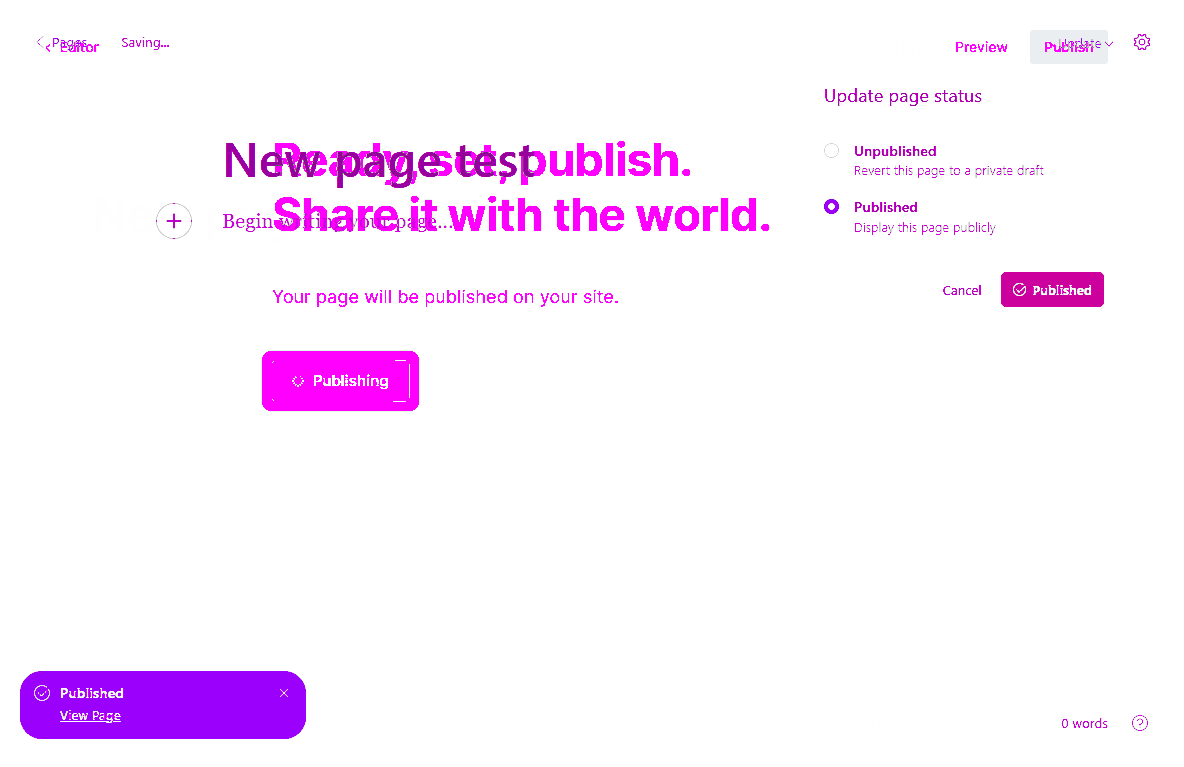 Pages
Editor
Saving...
Preview
Publish
Update
Update page status
New page test
Ready, set, publish.
Share it with the world.
Begin writing your page...
Unpublished
Revert this page to a private draft
Published
Display this page publicly
Cancel
Published
Your page will be published on your site.
Publishing
Published
View Page
0 words